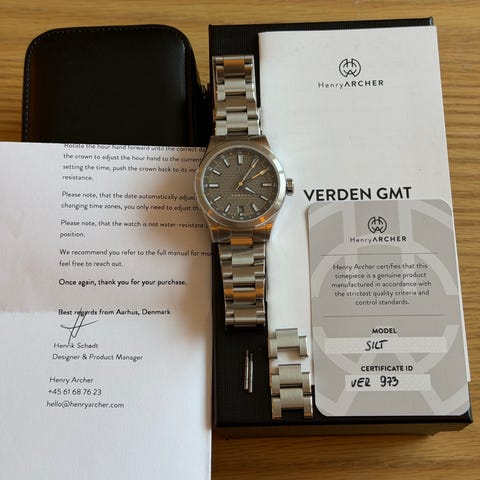 Rotate the hour hand forward until the correct da
the crown to adjust the hour hand to the current
setting the time, push the crown back to its in
resistance.
Please note, that the date automatically adjust
changing time zones, you only need to adjust the
Please note, that the watch is not water-resistant
position.
We recommend you refer to the full manual for mo
feel free to reach out.
Once again, thank you for your purchase.
Best regards from Aarhus, Denmark
Henrik Schødt
Designer & Product Manager
Henry Archer
+45 61 68 76 23
hello@henryarcher.com
HenryARCHER
VERDEN GMT
HenryARCHER
Henry Archer certifies that this
timepiece is a genuine product
manufactured in accordance with
the strictest quality criteria and
control standards.
MODEL
SILT
CERTIFICATE ID
VER 973